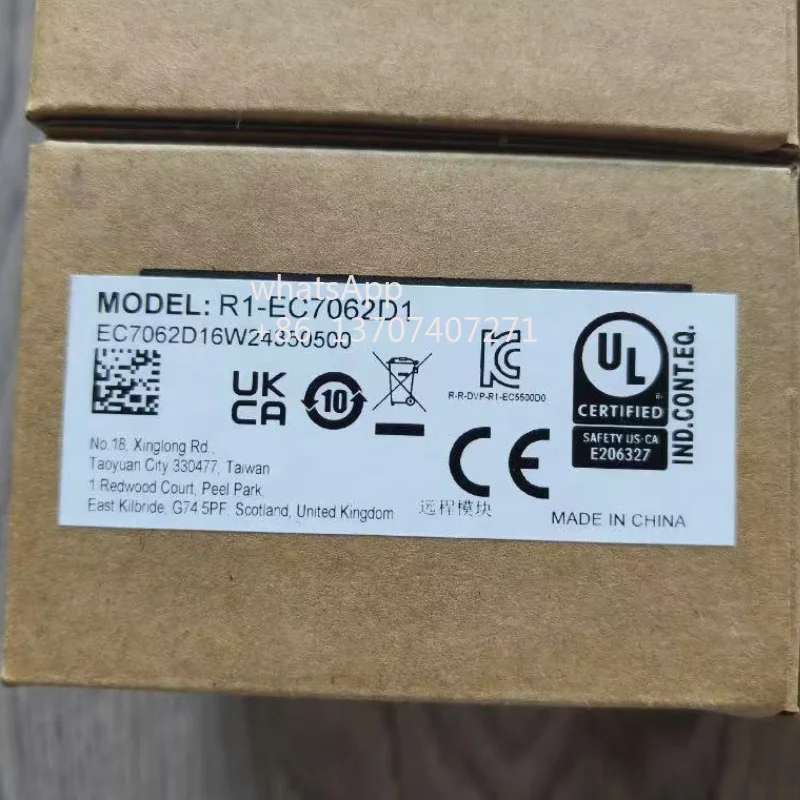 whatsApp
+86 13707407271
MODEL: R1-EC7062D1
EC7062D16W24350500
UK
CA
10
R-R-DVP-R1-EC5500D0
UL
CERTIFIED
SAFETY US-CA
E206327
IND.CONT.EQ.
CE
No.18, Xinglong Rd.,
Taoyuan City 330477, Taiwan
1 Redwood Court, Peel Park,
East Kilbride, G74 5PF, Scotland, United Kingdom
远程模块
MADE IN CHINA